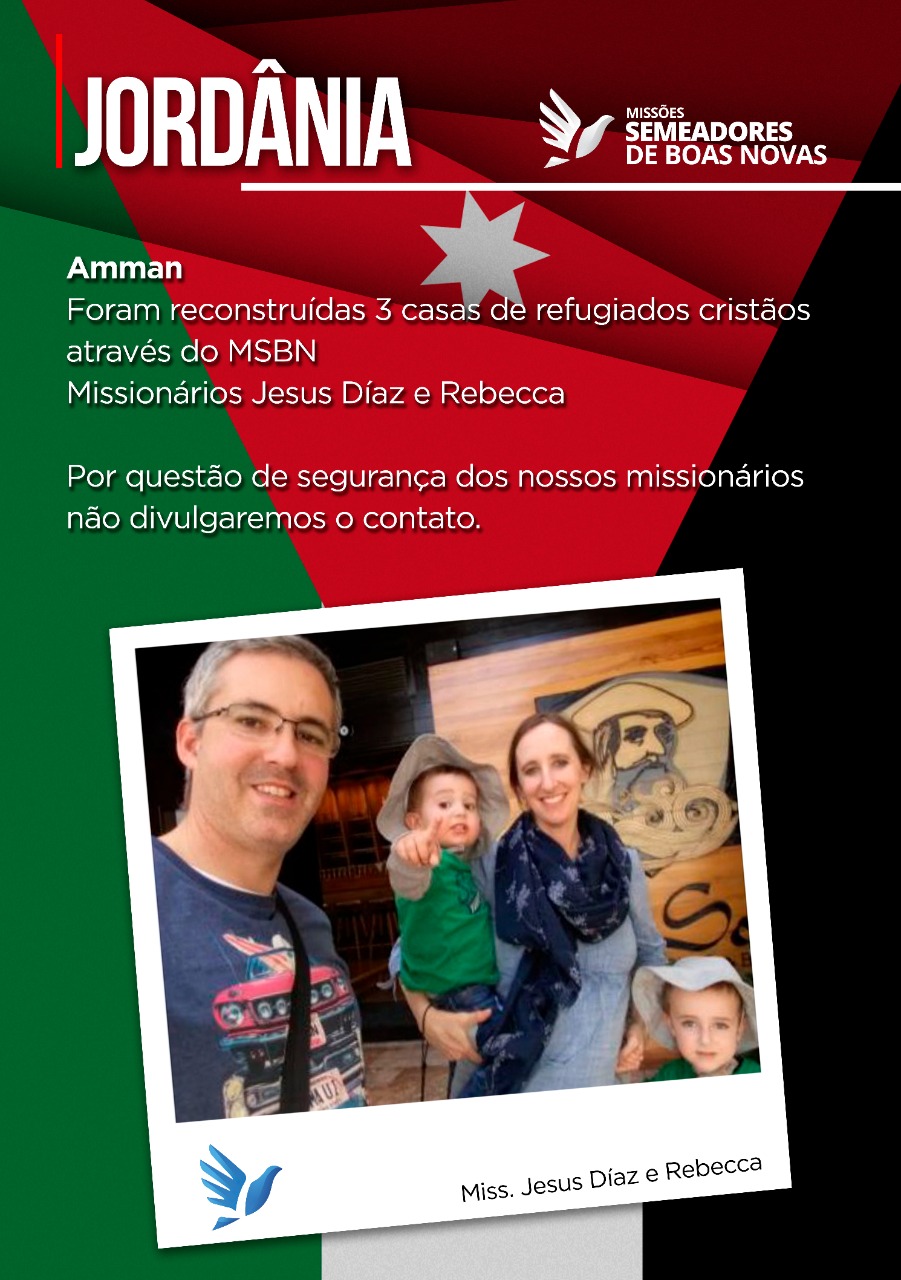 JORDÂNIA
MISSÕES
SEMEADORES
DE BOAS NOVAS
Amman
Foram reconstruídas 3 casas de refugiados cristãos
através do MSBN
Missionários Jesus Díaz e Rebecca
Por questão de segurança dos nossos missionários
não divulgaremos o contato.
Miss. Jesus Díaz e Rebecca